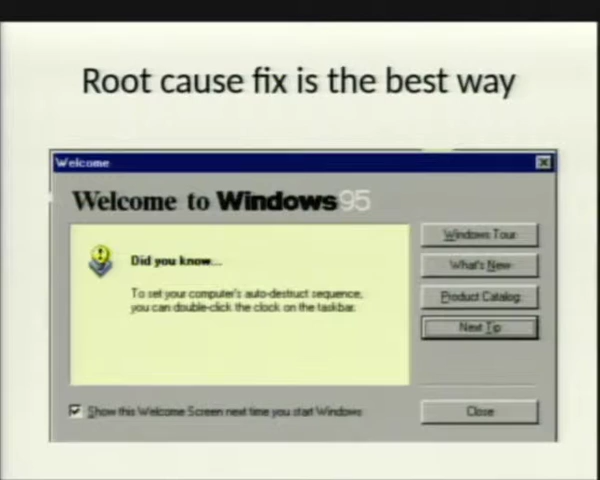 Root cause fix is the best way
Welcome
Welcome to Windows95
Windows Tour
Did you know...
What's New
To set your computer's auto-destruct sequence,
you can double-click the clock on the taskbar.
Product Catalog
Next Tip
Show this Welcome Screen next time you start Windows
Close